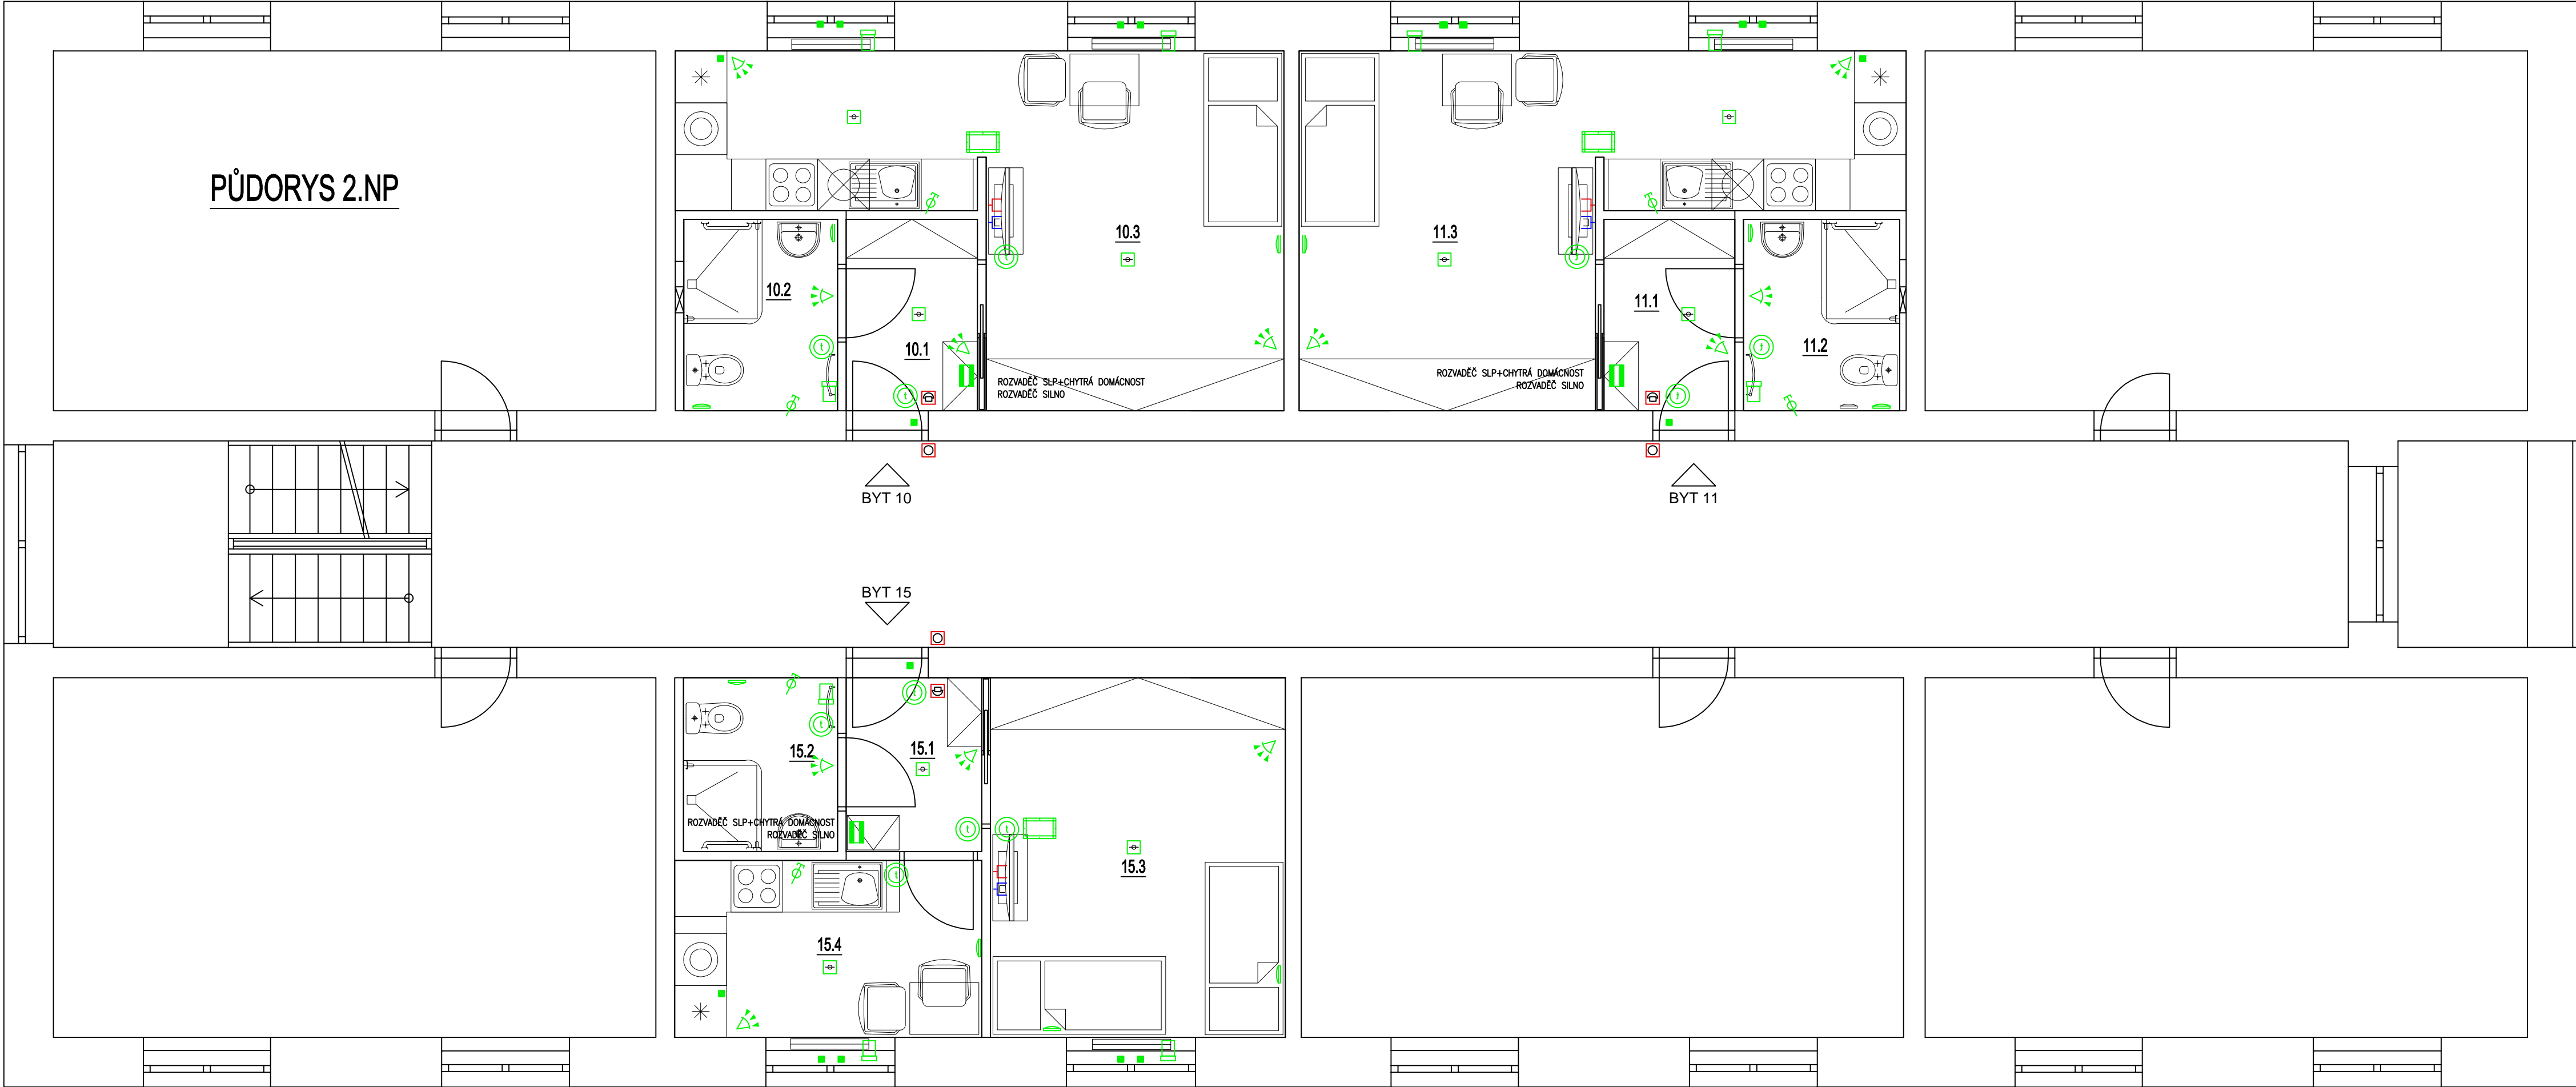 PŮDORYS 2.NP
10.3
11.3
10.2
11.1
10.1
11.2
ROZVADĚČ SLP+CHYTRÁ DOMÁCNOST
ROZVADĚČ SILNO
ROZVADĚČ SLP+CHYTRÁ DOMÁCNOST
ROZVADĚČ SILNO
BYT 10
BYT 11
BYT 15
15.2
15.1
ROZVADĚČ SLP+CHYTRÁ DOMÁCNOST
ROZVADĚČ SILNO
15.3
15.4